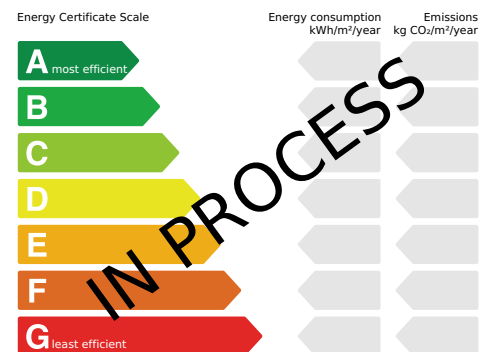 Energy Certificate Scale
Energy consumption
kWh/m²/year
Emissions
kg CO₂/m²/year
A most efficient
B
C
D
E
F
G least efficient
IN PROCESS